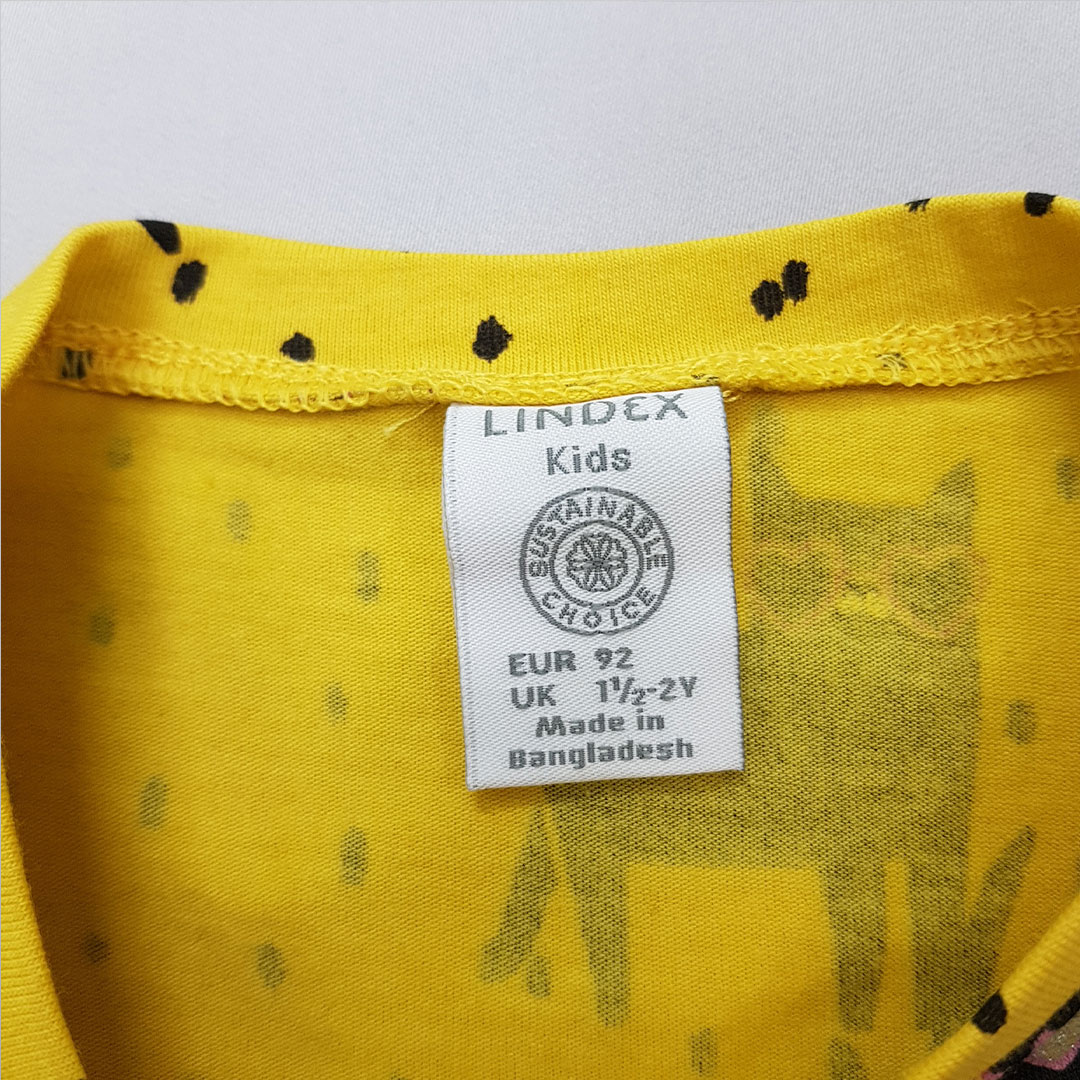 LINDEX
Kids
SUSTAINABLE
CHOICE
EUR 92
UK 1½-2Y
Made in
Bangladesh